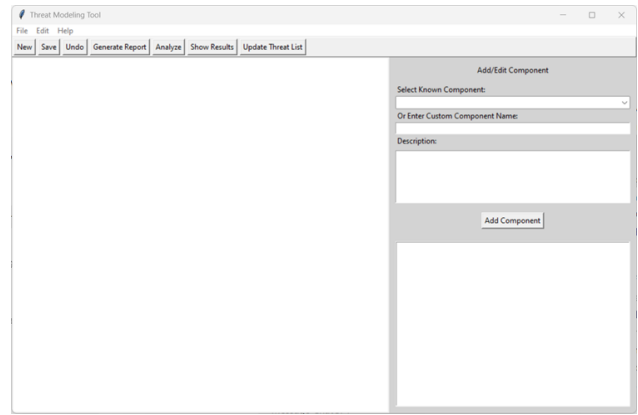 Threat Modeling Tool
File Edit Help
New Save Undo Generate Report Analyze Show Results Update Threat List
Add/Edit Component
Select Known Component:
Or Enter Custom Component Name:
Description:
Add Component